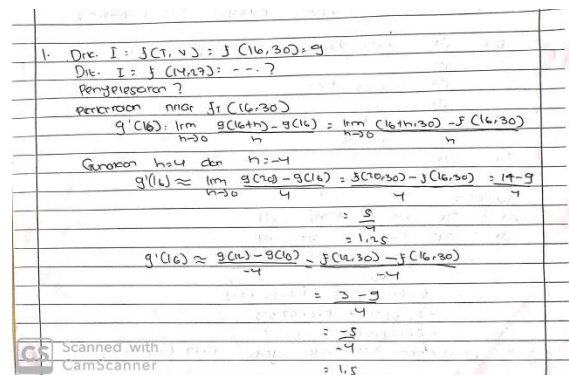 1. Dik. I : f(T, v) = f (16,30) = 9
Dit. I = f (14,27) = ---. ?
Penyelesaian ?
Perkiraan nilai fT (16,30)
g'(16) : lim h→0 g(16+h) - g(16) / h = lim h→0 (16+h,30) - f (16,30) / h
Gunakan h=4 dan h=-4
g'(16) ≈ lim h→0 g(20) - g(16) / 4 = f(20,30) - f(16,30) / 4 = 14-9 / 4
= 5 / 4
= 1,25
g'(16) ≈ g(12) - g(16) / -4 = f(12,30) - f(16,30) / -4
= 3 - 9 / -4
= -5 / -4
= 1,5
CS Scanned with
CamScanner